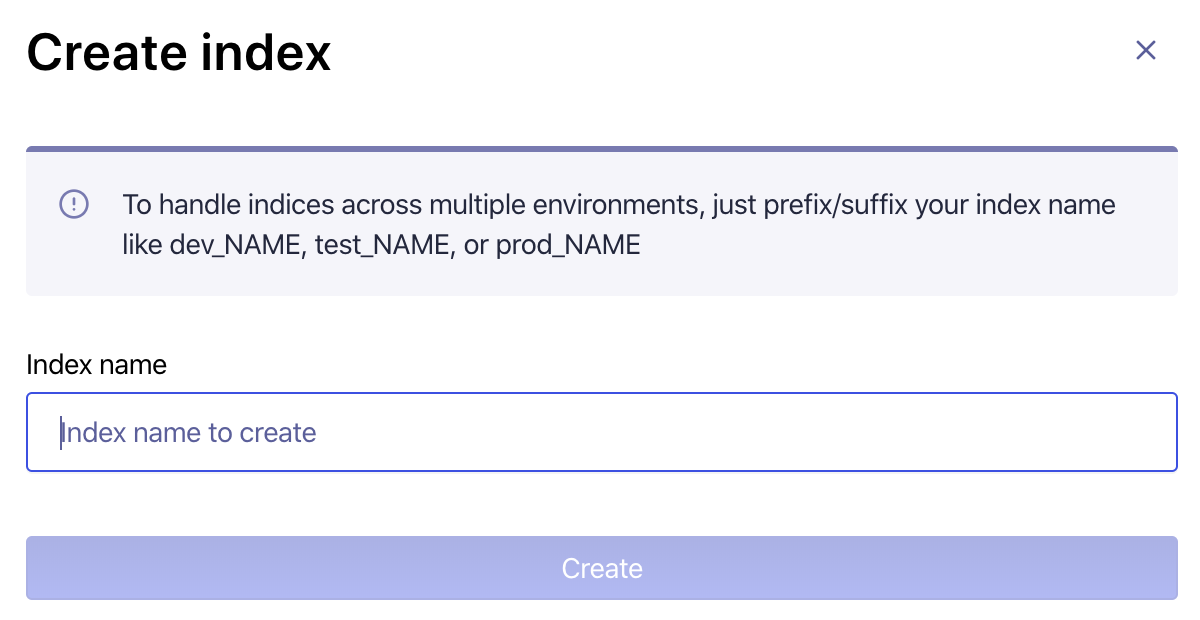 Create index
To handle indices across multiple environments, just prefix/suffix your index name
like dev_NAME, test_NAME, or prod_NAME
Index name
Index name to create
Create